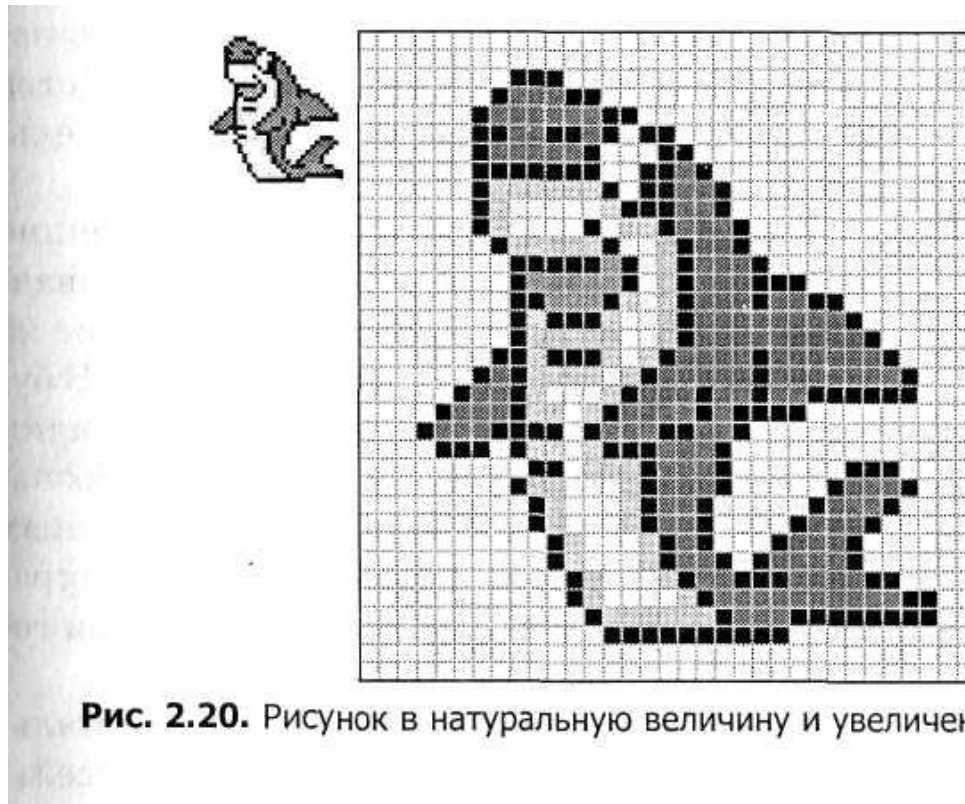 Рис. 2.20. Рисунок в натуральную величину и увеличен